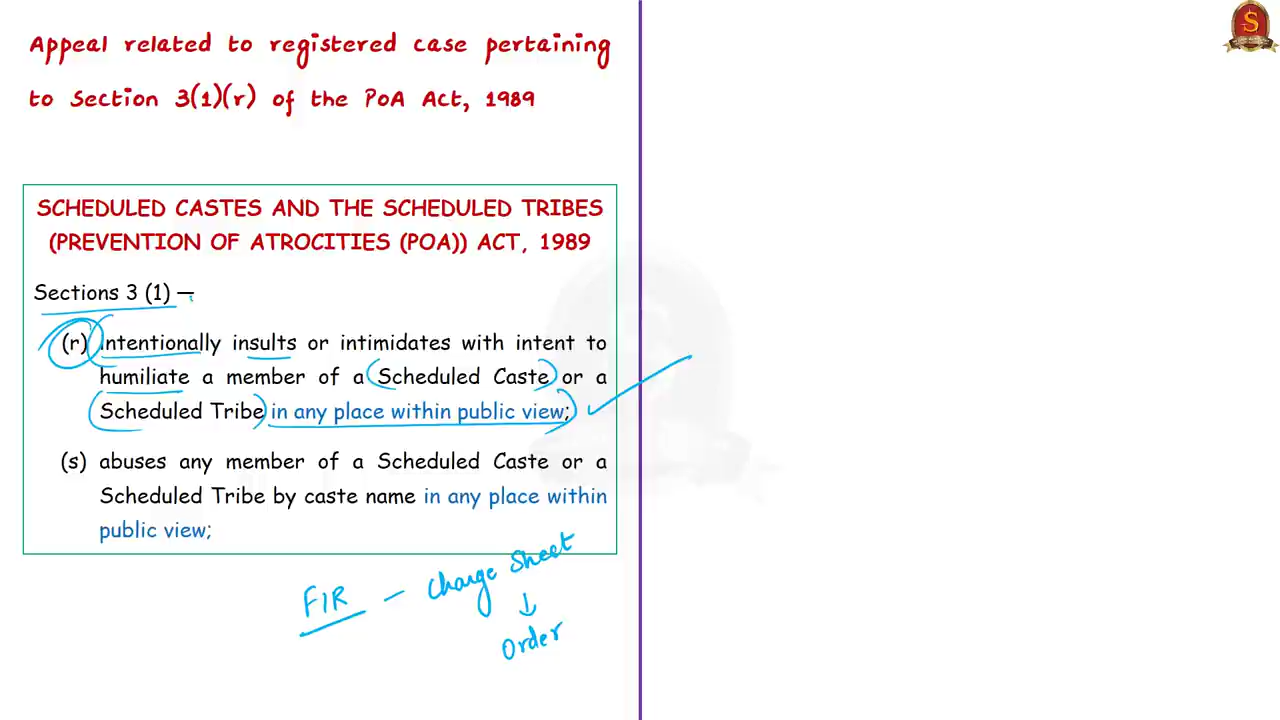 Appeal related to registered case pertaining
to Section 3(1)(r) of the PoA Act, 1989
SCHEDULED CASTES AND THE SCHEDULED TRIBES
(PREVENTION OF ATROCITIES (POA)) ACT, 1989
Sections 3 (1) –
(r) Intentionally insults or intimidates with intent to
humiliate a member of a Scheduled Caste or a
Scheduled Tribe in any place within public view;
(s) abuses any member of a Scheduled Caste or a
Scheduled Tribe by caste name in any place within
public view;
FIR – Charge Sheet
↓
Order
S